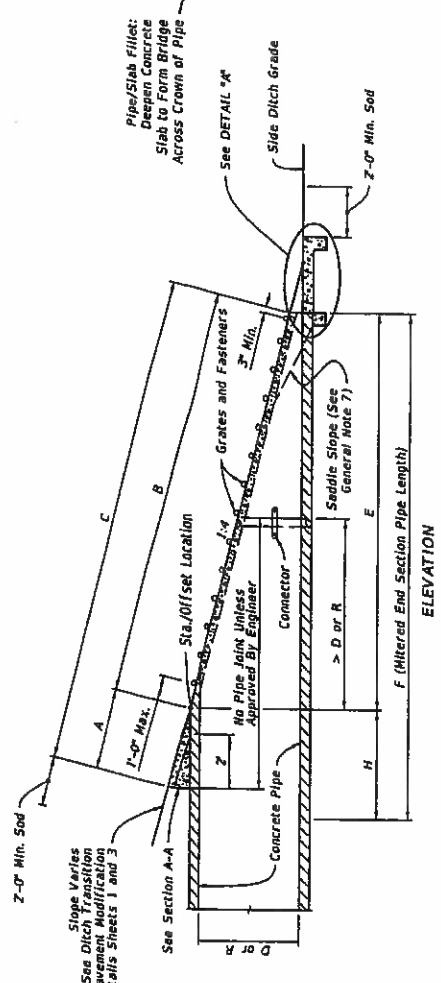 Pipe/Slab Fillet:
Deepen Concrete
Slab to Form Bridge
Across Crown of Pipe
See DETAIL "A"
Side Ditch Grade
2'-0" Min. Sod
C
B
A
3" Min.
Grates and Fasteners
1:4
Saddle Slope (See
General Note 7)
Sta./Offset Location
1'-0" Max.
No Pipe Joint Unless
Approved By Engineer
Connector
2'
> D or R
E
H
F (Mitered End Section Pipe Length)
ELEVATION
2'-0" Min. Sod
Slope Varies
See Ditch Transition
avement Modification
tails Sheets 1 and 3
See Section A-A
Concrete Pipe
D or R